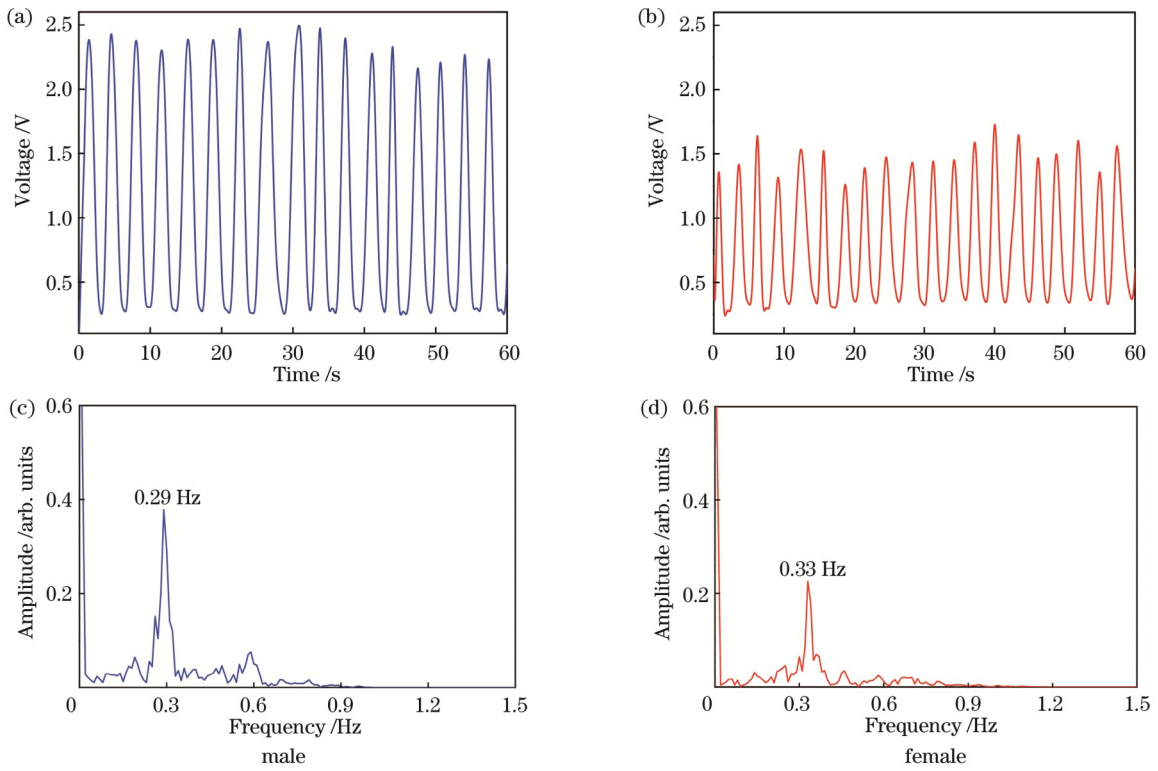 (a)
2.5
2.0
1.5
1.0
0.5
Voltage /V
0 10 20 30 40 50 60
Time /s
(b)
2.5
2.0
1.5
1.0
0.5
Voltage /V
0 10 20 30 40 50 60
Time /s
(c)
0.6
0.4
0.2
Amplitude /arb. units
0.29 Hz
0 0.3 0.6 0.9 1.2 1.5
Frequency /Hz
male
(d)
0.6
0.4
0.2
Amplitude /arb. units
0.33 Hz
0 0.3 0.6 0.9 1.2 1.5
Frequency /Hz
female